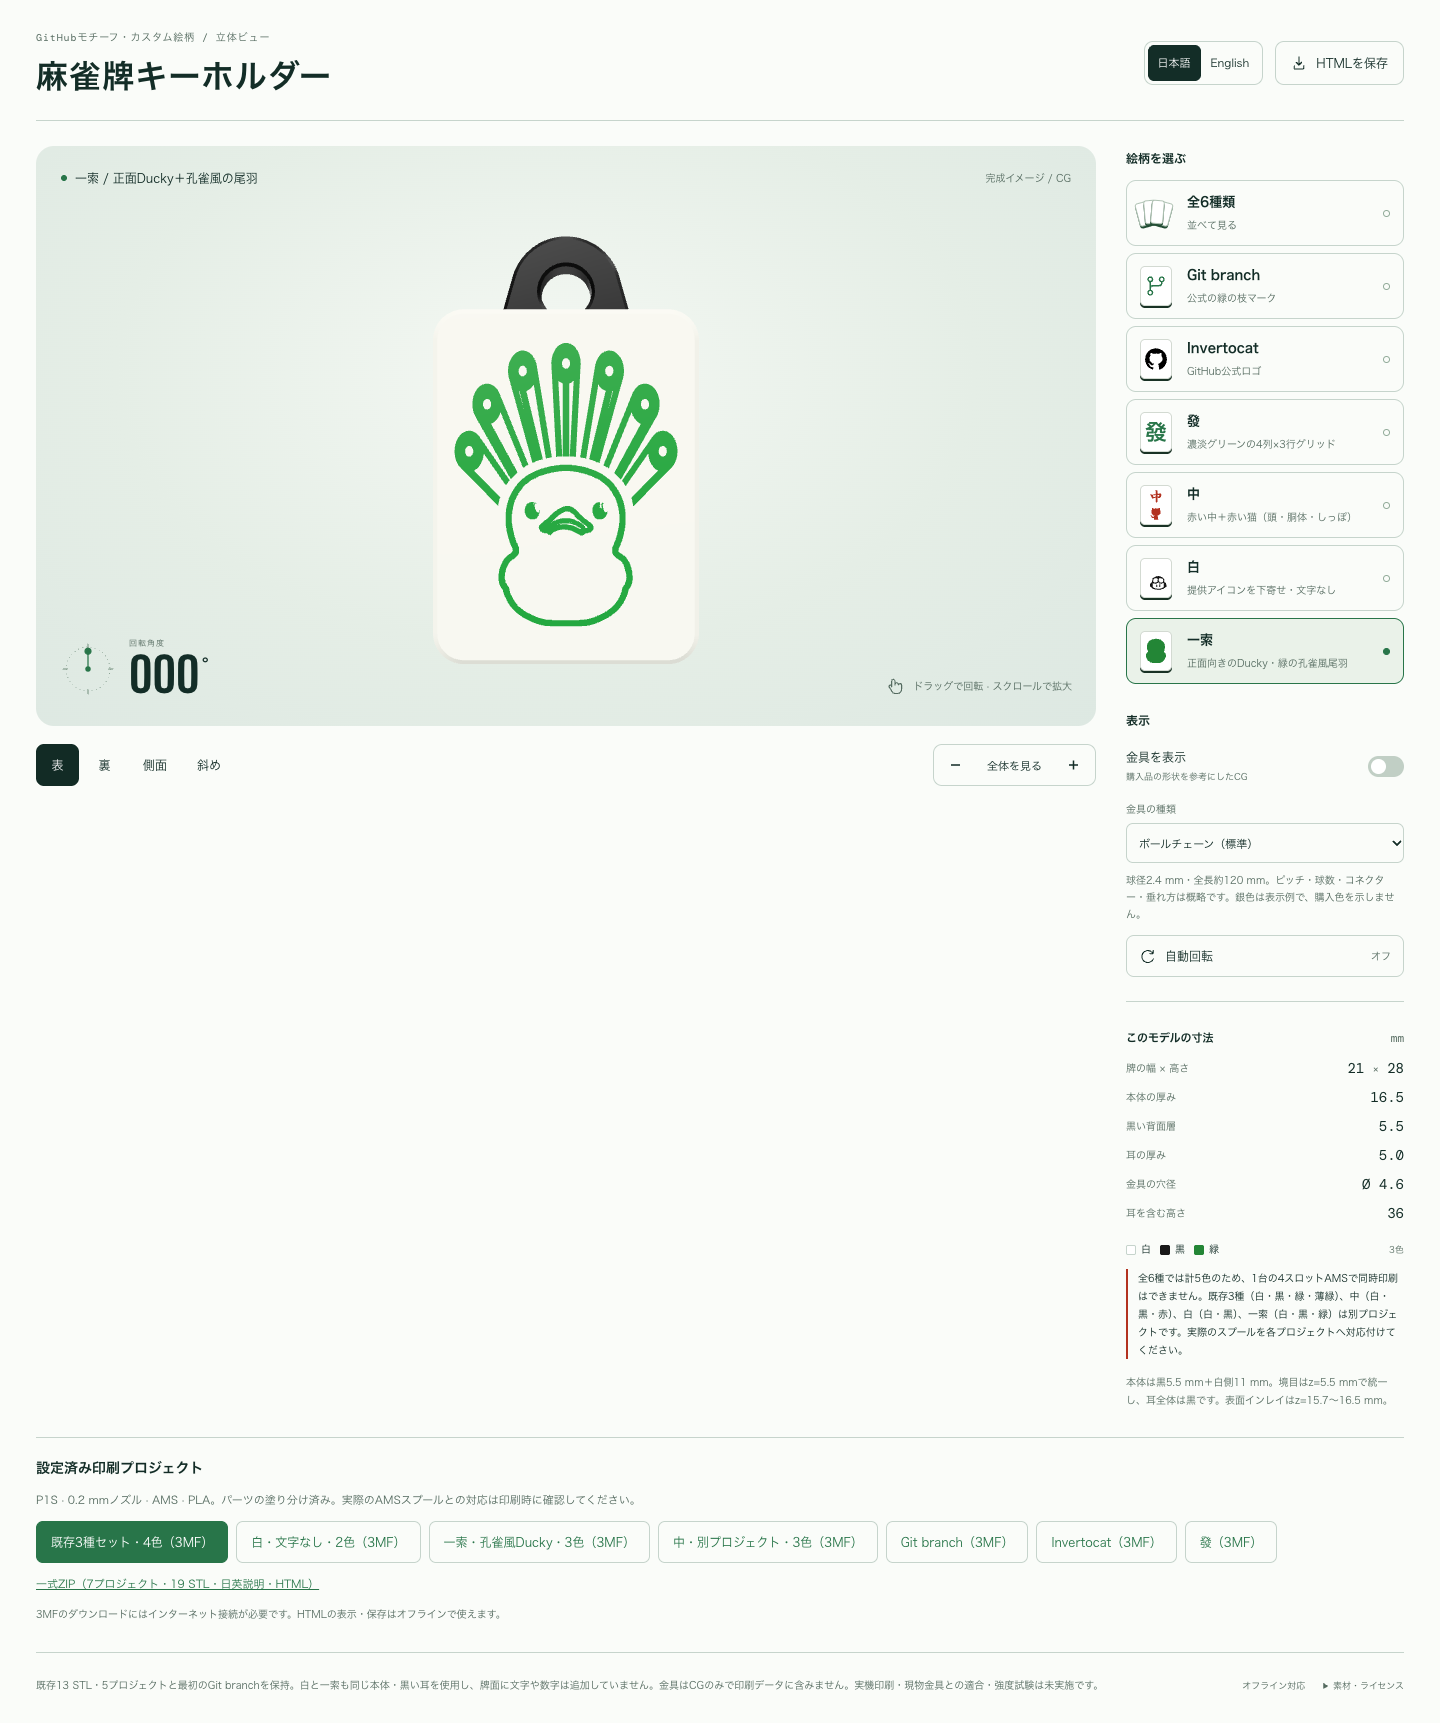 GitHubモチーフ・カスタム絵柄 / 立体ビュー
麻雀牌キーホルダー
日本語 English HTMLを保存
一索 / 正面Ducky＋孔雀風の尾羽
完成イメージ / CG
回転角度
000°
ドラッグで回転 · スクロールで拡大
表 裏 側面 斜め
− 全体を見る +
絵柄を選ぶ
全6種類
並べて見る
Git branch
公式の緑の枝マーク
Invertocat
GitHub公式ロゴ
發
發
濃淡グリーンの4列×3行グリッド
中
中
赤い中＋赤い猫（頭・胴体・しっぽ）
白
提供アイコンを下寄せ・文字なし
一索
正面向きのDucky・緑の孔雀風尾羽
表示
金具を表示
購入品の形状を参考にしたCG
金具の種類
ボールチェーン（標準）
球径2.4 mm・全長約120 mm。ピッチ・球数・コネクタ
ー・垂れ方は概略です。銀色は表示例で、購入色を示しませ
ん。
自動回転 オフ
このモデルの寸法 mm
牌の幅 × 高さ 21 × 28
本体の厚み 16.5
黒い背面層 5.5
耳の厚み 5.0
金具の穴径 Ø 4.6
耳を含む高さ 36
白 黒 緑 3色
全6種では計5色のため、1台の4スロットAMSで同時印刷
はできません。既存3種（白・黒・緑・薄緑）、中（白・
黒・赤）、白（白・黒）、一索（白・黒・緑）は別プロジェ
クトです。実際のスプールを各プロジェクトへ対応付けて
ください。
本体は黒5.5 mm＋白側11 mm。境目はz=5.5 mmで統一
し、耳全体は黒です。表面インレイはz=15.7〜16.5 mm。
設定済み印刷プロジェクト
P1S · 0.2 mmノズル · AMS · PLA。パーツの塗り分け済み。実際のAMSスプールとの対応は印刷時に確認してください。
既存3種セット・4色（3MF） 白・文字なし・2色（3MF） 一索・孔雀風Ducky・3色（3MF） 中・別プロジェクト・3色（3MF） Git branch（3MF） Invertocat（3MF） 發（3MF）
一式ZIP（7プロジェクト・19 STL・日英説明・HTML）
3MFのダウンロードにはインターネット接続が必要です。HTMLの表示・保存はオフラインで使えます。
既存13 STL・5プロジェクトと最初のGit branchを保持。白と一索も同じ本体・黒い耳を使用し、牌面に文字や数字は追加していません。金具はCGのみで印刷データに含みません。実機印刷・現物金具との適合・強度試験は未実施です。
オフライン対応 ▶ 素材・ライセンス